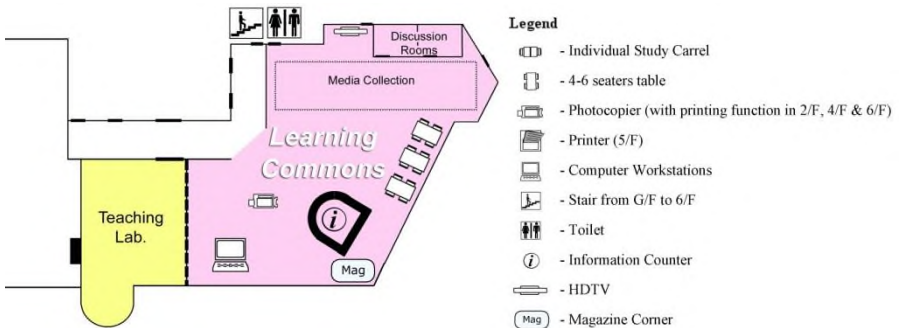 Discussion
Rooms
Media Collection
Learning
Commons
Teaching
Lab.
i
Mag
Legend
- Individual Study Carrel
- 4-6 seaters table
- Photocopier (with printing function in 2/F, 4/F & 6/F)
- Printer (5/F)
- Computer Workstations
- Stair from G/F to 6/F
- Toilet
i - Information Counter
- HDTV
Mag - Magazine Corner